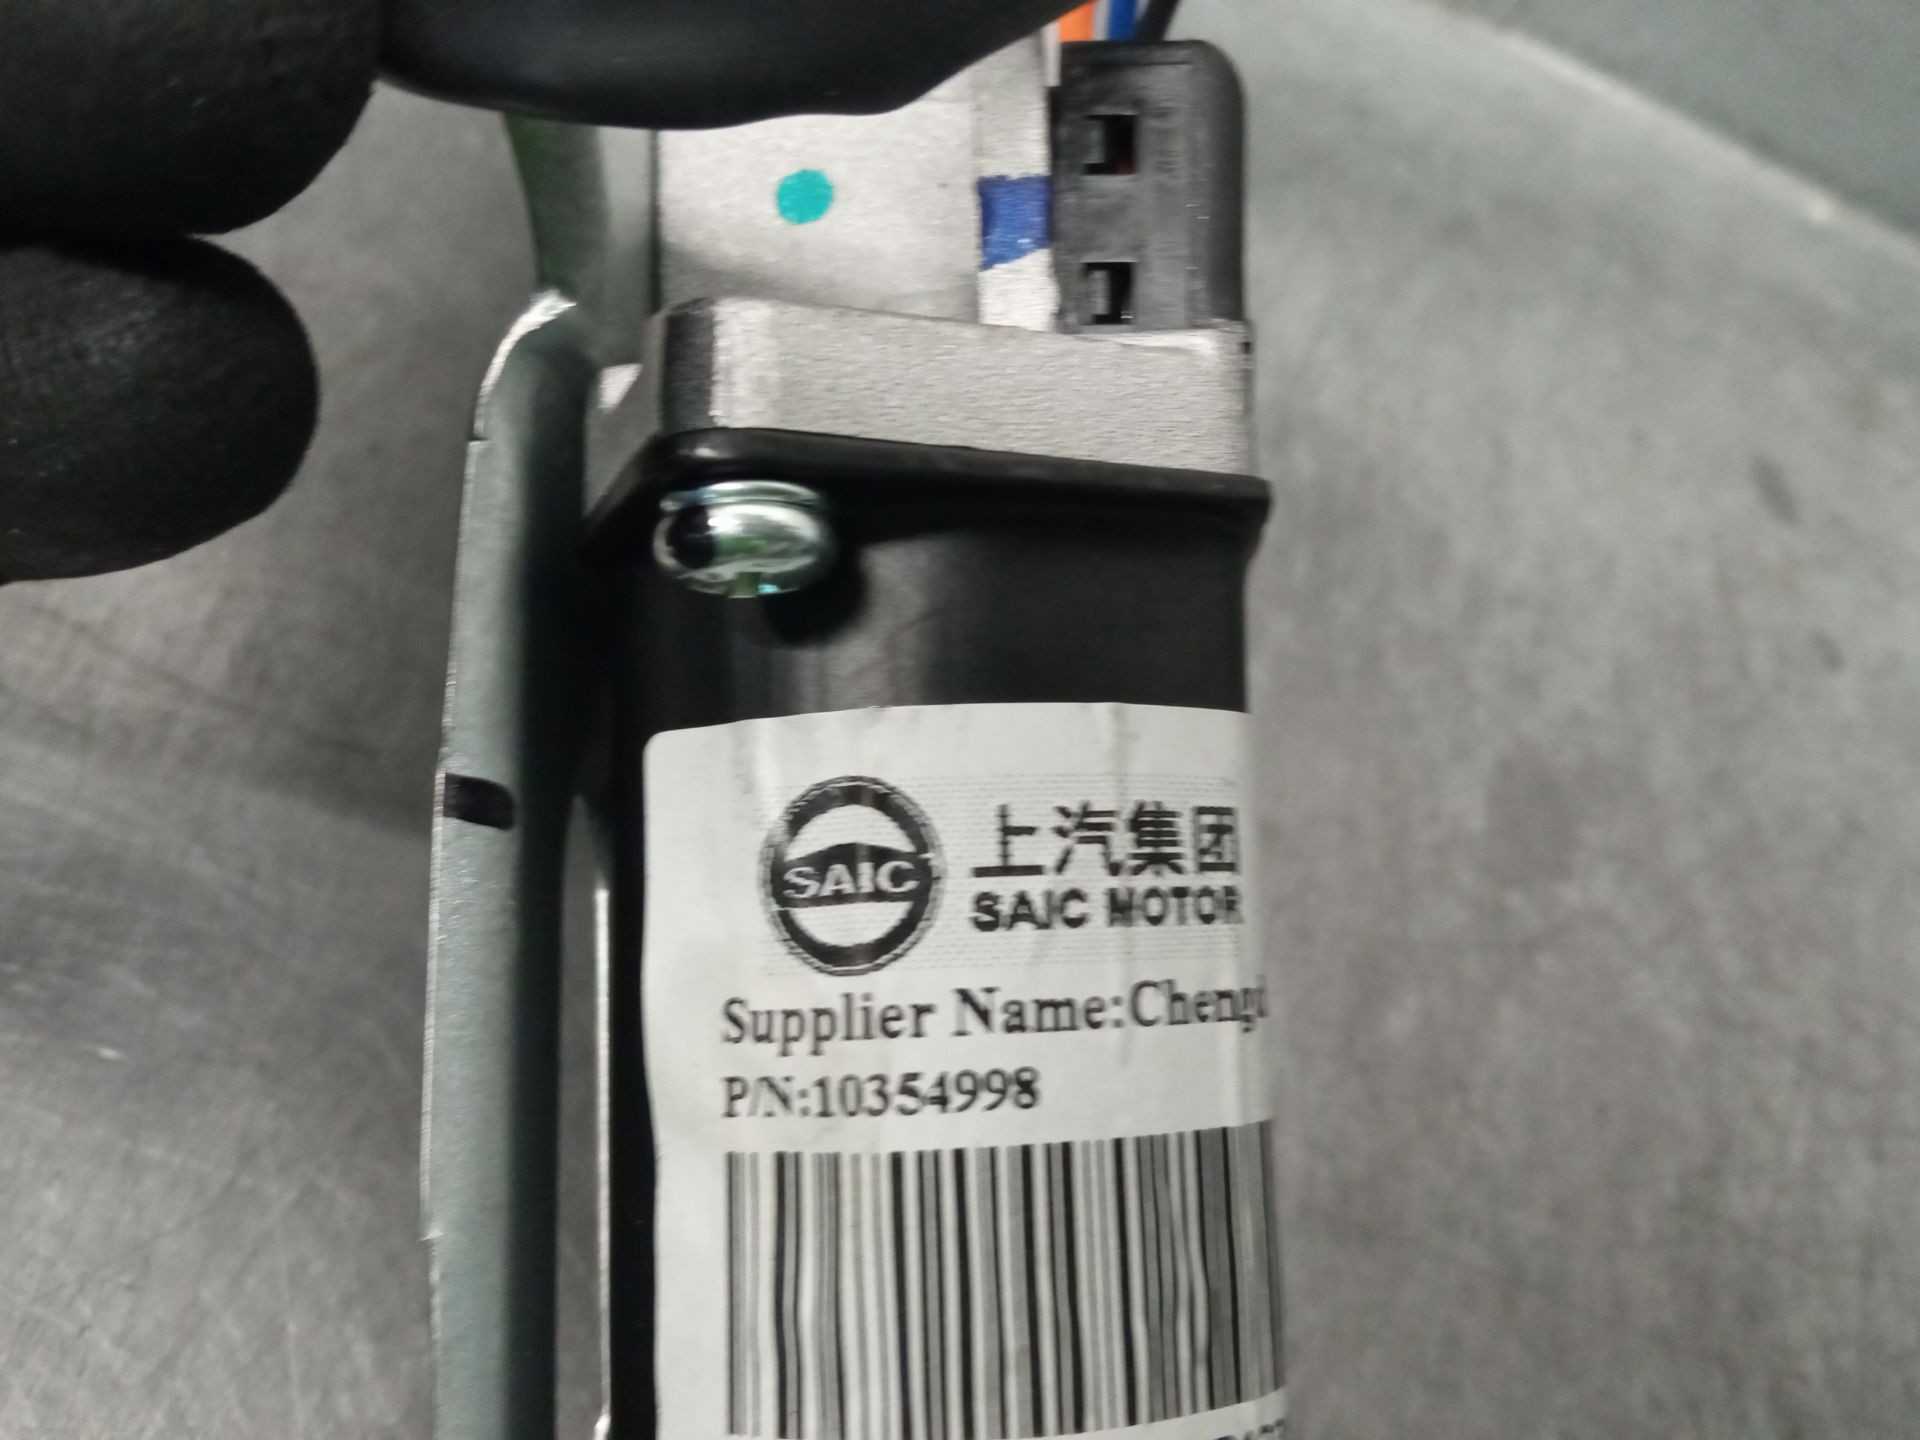 SAIC
上汽集团
SAIC MOTOR
Supplier Name:Cheng
P/N:10354998